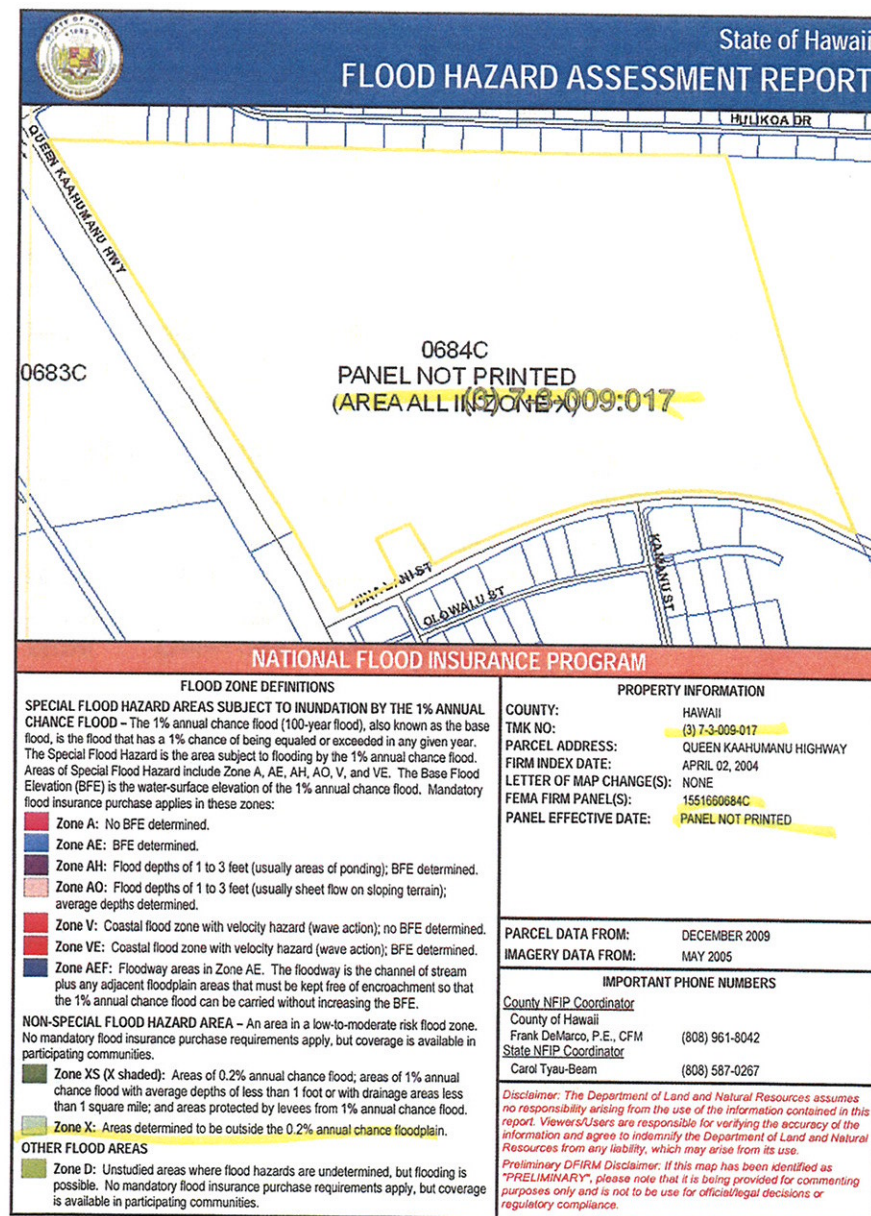 State of Hawaii
FLOOD HAZARD ASSESSMENT REPORT
HULIKOA DR
QUEEN KAAHUMANU HWY
0683C
0684C
PANEL NOT PRINTED
(AREA ALL IN ZONE X)
(3) 7-3-009:017
HINALANI ST
OLOWALU ST
KAMANU ST
NATIONAL FLOOD INSURANCE PROGRAM
FLOOD ZONE DEFINITIONS
SPECIAL FLOOD HAZARD AREAS SUBJECT TO INUNDATION BY THE 1% ANNUAL
CHANCE FLOOD – The 1% annual chance flood (100-year flood), also known as the base
flood, is the flood that has a 1% chance of being equaled or exceeded in any given year.
The Special Flood Hazard is the area subject to flooding by the 1% annual chance flood.
Areas of Special Flood Hazard include Zone A, AE, AH, AO, V, and VE. The Base Flood
Elevation (BFE) is the water-surface elevation of the 1% annual chance flood. Mandatory
flood insurance purchase applies in these zones:
Zone A: No BFE determined.
Zone AE: BFE determined.
Zone AH: Flood depths of 1 to 3 feet (usually areas of ponding); BFE determined.
Zone AO: Flood depths of 1 to 3 feet (usually sheet flow on sloping terrain);
average depths determined.
Zone V: Coastal flood zone with velocity hazard (wave action); no BFE determined.
Zone VE: Coastal flood zone with velocity hazard (wave action); BFE determined.
Zone AEF: Floodway areas in Zone AE. The floodway is the channel of stream
plus any adjacent floodplain areas that must be kept free of encroachment so that
the 1% annual chance flood can be carried without increasing the BFE.
NON-SPECIAL FLOOD HAZARD AREA – An area in a low-to-moderate risk flood zone.
No mandatory flood insurance purchase requirements apply, but coverage is available in
participating communities.
Zone XS (X shaded): Areas of 0.2% annual chance flood; areas of 1% annual
chance flood with average depths of less than 1 foot or with drainage areas less
than 1 square mile; and areas protected by levees from 1% annual chance flood.
Zone X: Areas determined to be outside the 0.2% annual chance floodplain.
OTHER FLOOD AREAS
Zone D: Unstudied areas where flood hazards are undetermined, but flooding is
possible. No mandatory flood insurance purchase requirements apply, but coverage
is available in participating communities.
PROPERTY INFORMATION
COUNTY: HAWAII
TMK NO: (3) 7-3-009-017
PARCEL ADDRESS: QUEEN KAAHUMANU HIGHWAY
FIRM INDEX DATE: APRIL 02, 2004
LETTER OF MAP CHANGE(S): NONE
FEMA FIRM PANEL(S): 1551660684C
PANEL EFFECTIVE DATE: PANEL NOT PRINTED
PARCEL DATA FROM: DECEMBER 2009
IMAGERY DATA FROM: MAY 2005
IMPORTANT PHONE NUMBERS
County NFIP Coordinator
County of Hawaii
Frank DeMarco, P.E., CFM (808) 961-8042
State NFIP Coordinator
Carol Tyau-Beam (808) 587-0267
Disclaimer: The Department of Land and Natural Resources assumes
no responsibility arising from the use of the information contained in this
report. Viewers/Users are responsible for verifying the accuracy of the
information and agree to indemnify the Department of Land and Natural
Resources from any liability, which may arise from its use.
Preliminary DFIRM Disclaimer: If this map has been identified as
"PRELIMINARY", please note that it is being provided for commenting
purposes only and is not to be use for official/legal decisions or
regulatory compliance.